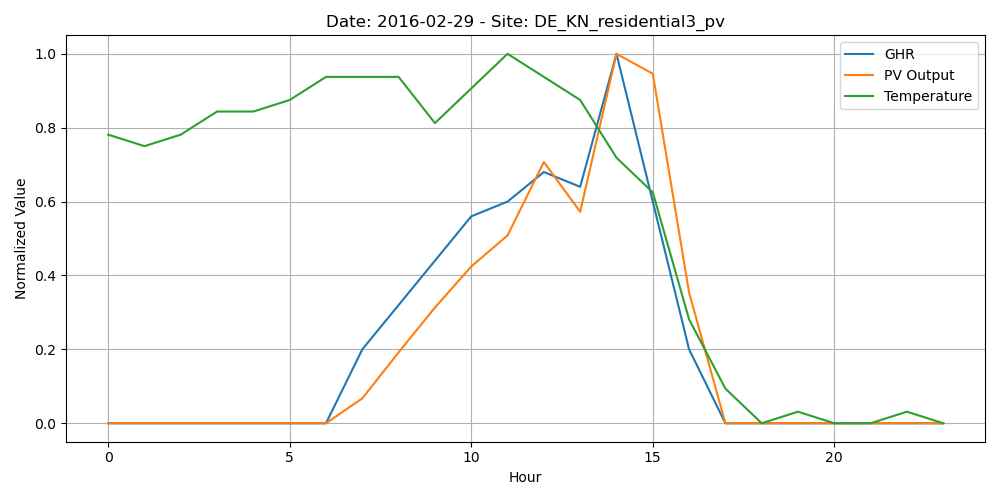 Date: 2016-02-29 - Site: DE_KN_residential3_pv
GHR
PV Output
Temperature
Normalized Value
1.0
0.8
0.6
0.4
0.2
0.0
0 5 10 15 20
Hour